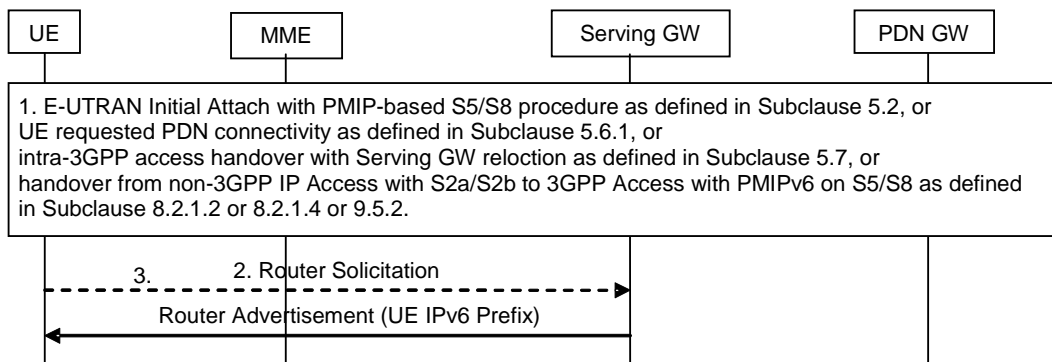 UE MME Serving GW PDN GW
1. E-UTRAN Initial Attach with PMIP-based S5/S8 procedure as defined in Subclause 5.2, or
UE requested PDN connectivity as defined in Subclause 5.6.1, or
intra-3GPP access handover with Serving GW reloction as defined in Subclause 5.7, or
handover from non-3GPP IP Access with S2a/S2b to 3GPP Access with PMIPv6 on S5/S8 as defined
in Subclause 8.2.1.2 or 8.2.1.4 or 9.5.2.
3. 2. Router Solicitation
Router Advertisement (UE IPv6 Prefix)